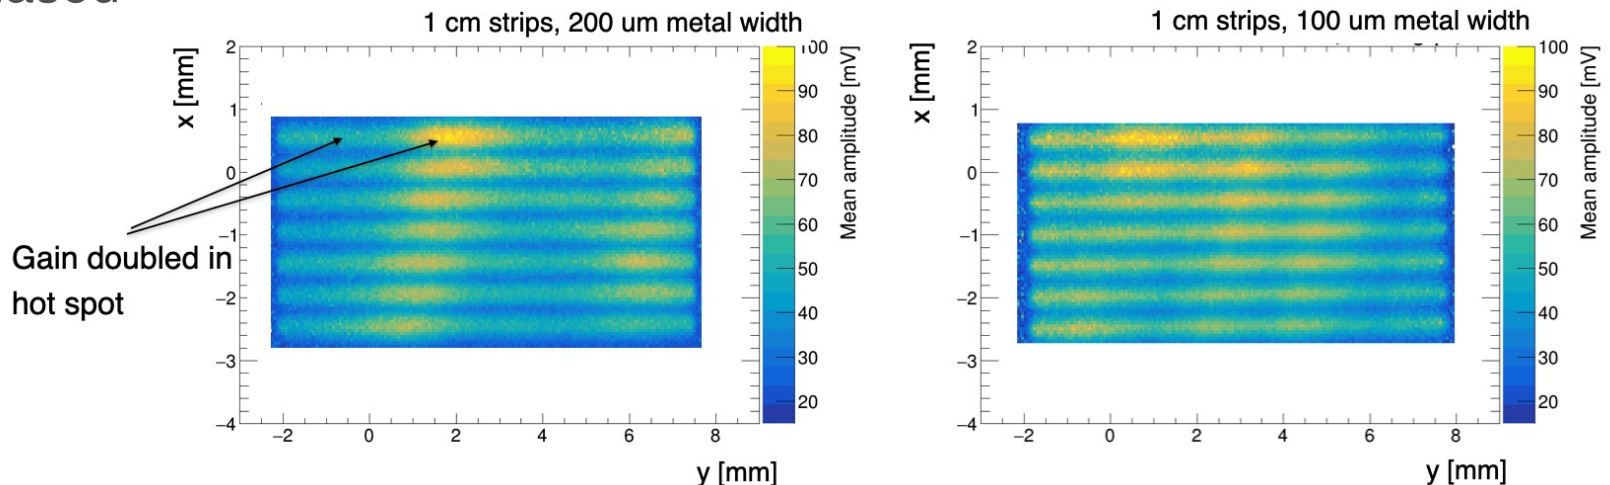 1 cm strips, 200 um metal width
x [mm]
2
1
0
−1
−2
−3
−4
−2 0 2 4 6 8
y [mm]
100
90
80
70
60
50
40
30
20
Mean amplitude [mV]
Gain doubled in
hot spot
1 cm strips, 100 um metal width
x [mm]
2
1
0
−1
−2
−3
−4
−2 0 2 4 6 8
y [mm]
100
90
80
70
60
50
40
30
20
Mean amplitude [mV]